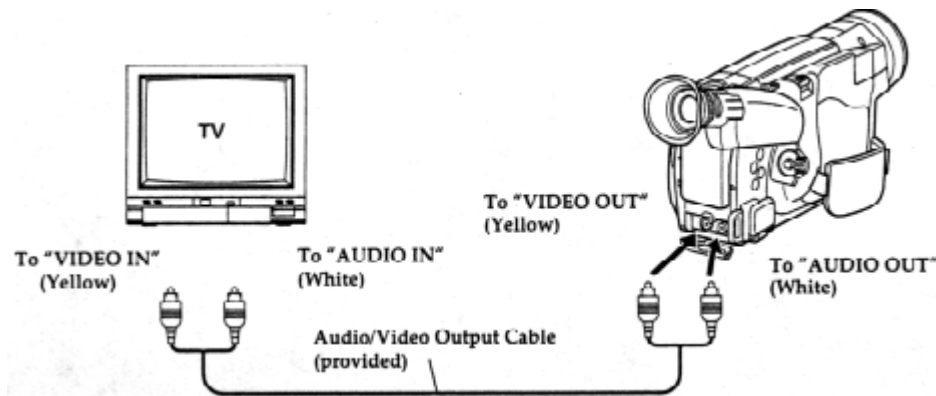 TV
To "VIDEO IN"
(Yellow)
To "AUDIO IN"
(White)
To "VIDEO OUT"
(Yellow)
To "AUDIO OUT"
(White)
Audio/Video Output Cable
(provided)